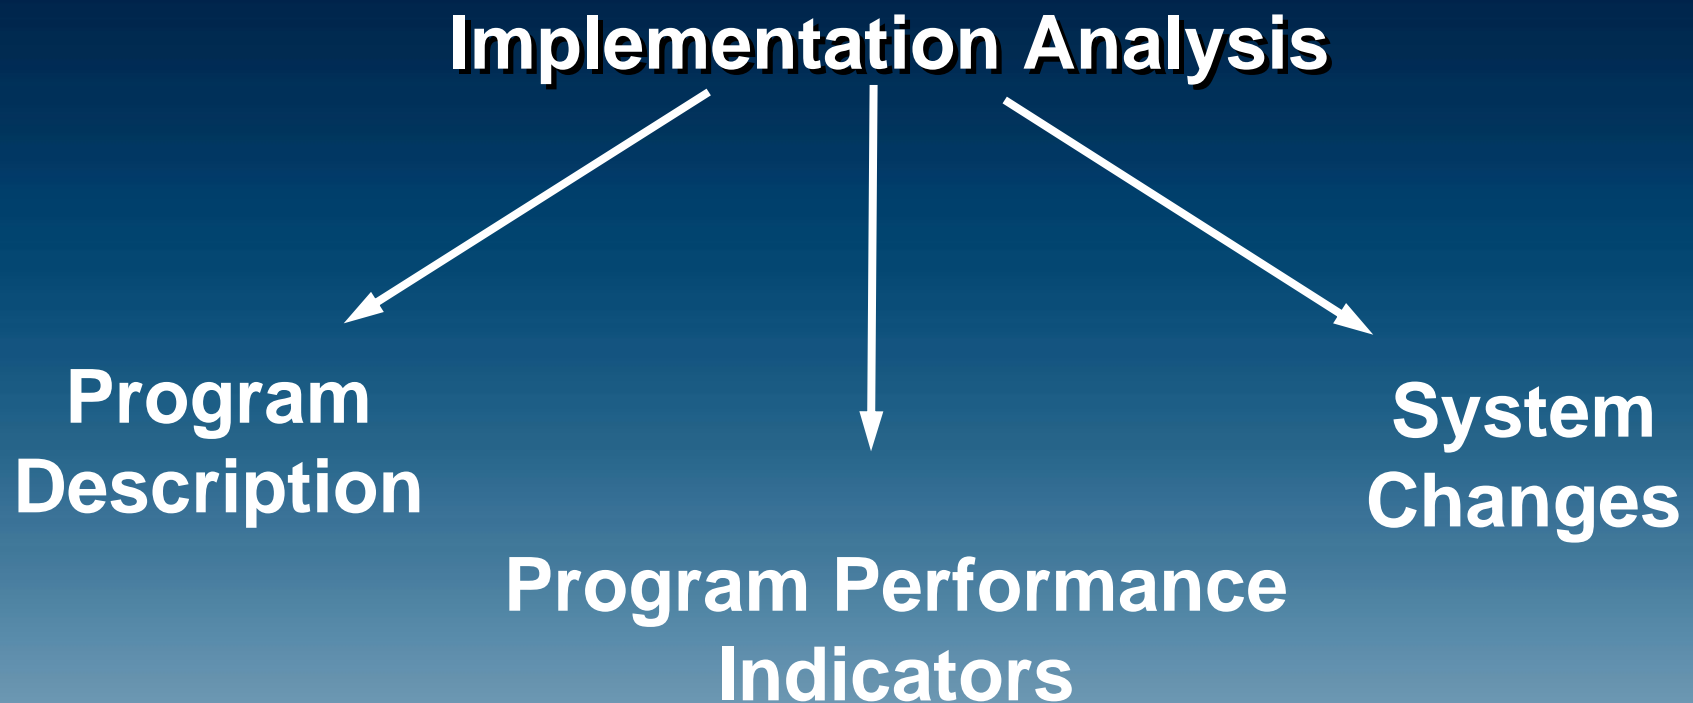 Implementation Analysis
Program
Description
Program Performance
Indicators
System
Changes